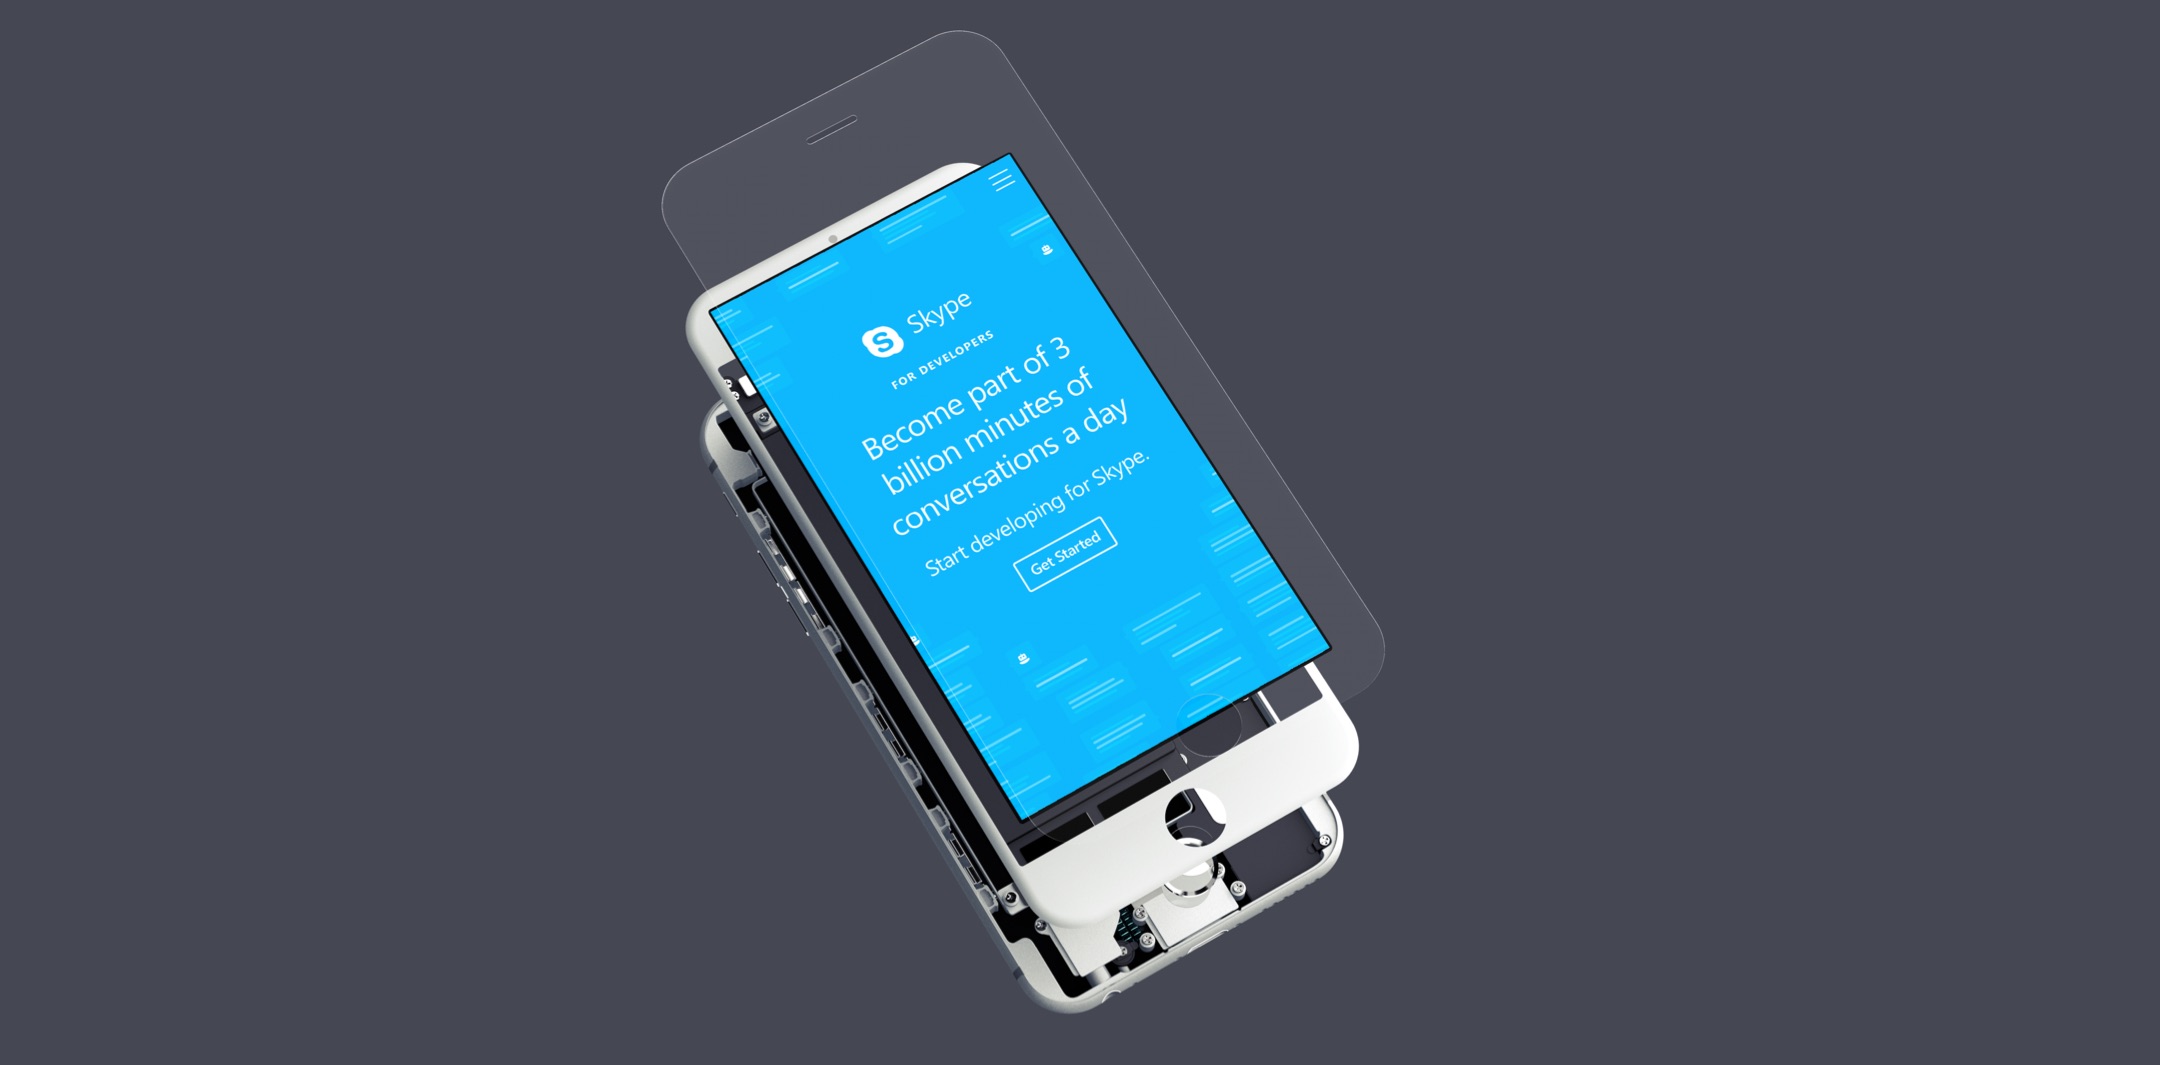 Skype
FOR DEVELOPERS
Become part of 3
billion minutes of
conversations a day
Start developing for Skype.
Get Started